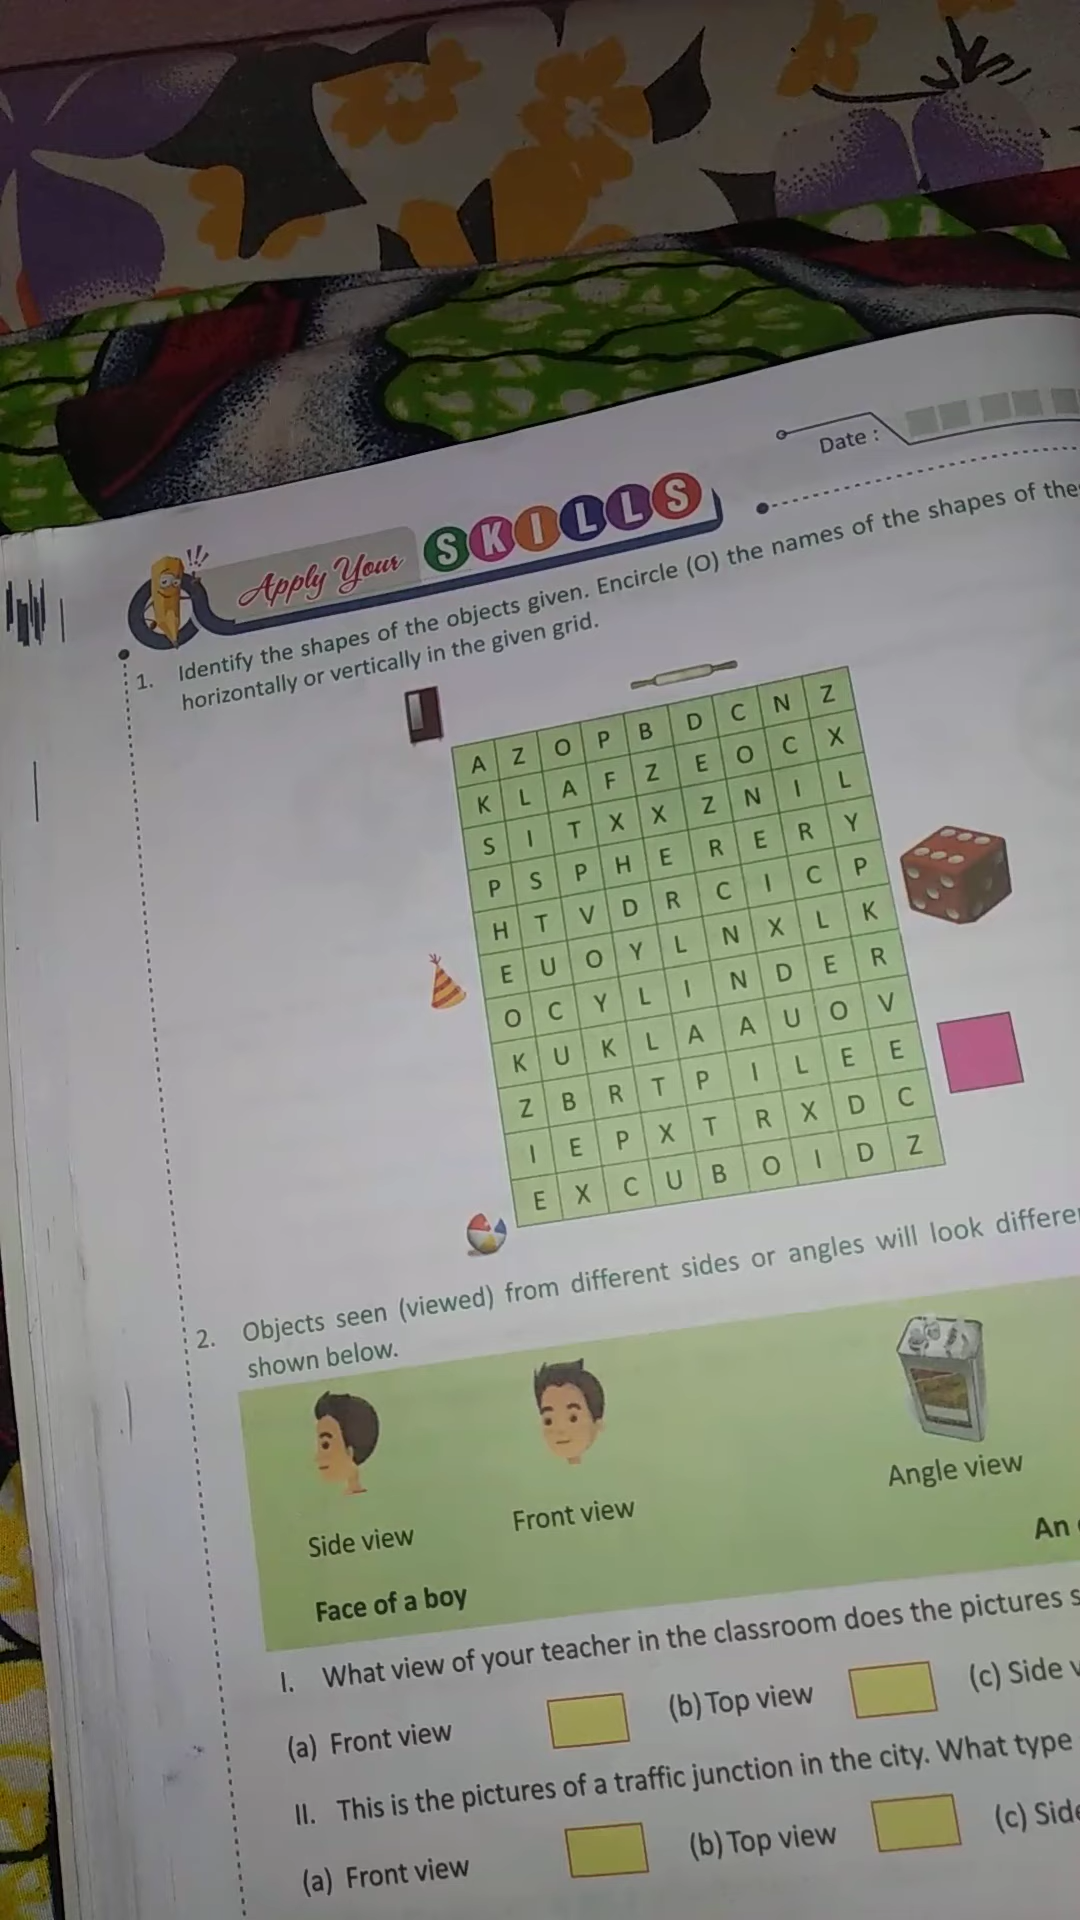 Date :
Apply Your SKILLS
1. Identify the shapes of the objects given. Encircle (O) the names of the shapes of the
horizontally or vertically in the given grid.
A Z O P B D C N Z
K L A F Z E O C X
S I T X X Z N I L
P S P H E R E R Y
H T V D R C I C P
E U O Y L N X L K
O C Y L I N D E R
K U K L A A U O V
Z B R T P I L E E
I E P X T R X D C
E X C U B O I D Z
2. Objects seen (viewed) from different sides or angles will look differe
shown below.
Side view
Front view
Angle view
Face of a boy
An
I. What view of your teacher in the classroom does the pictures s
(a) Front view
(b) Top view
(c) Side v
II. This is the pictures of a traffic junction in the city. What type
(a) Front view
(b) Top view
(c) Side